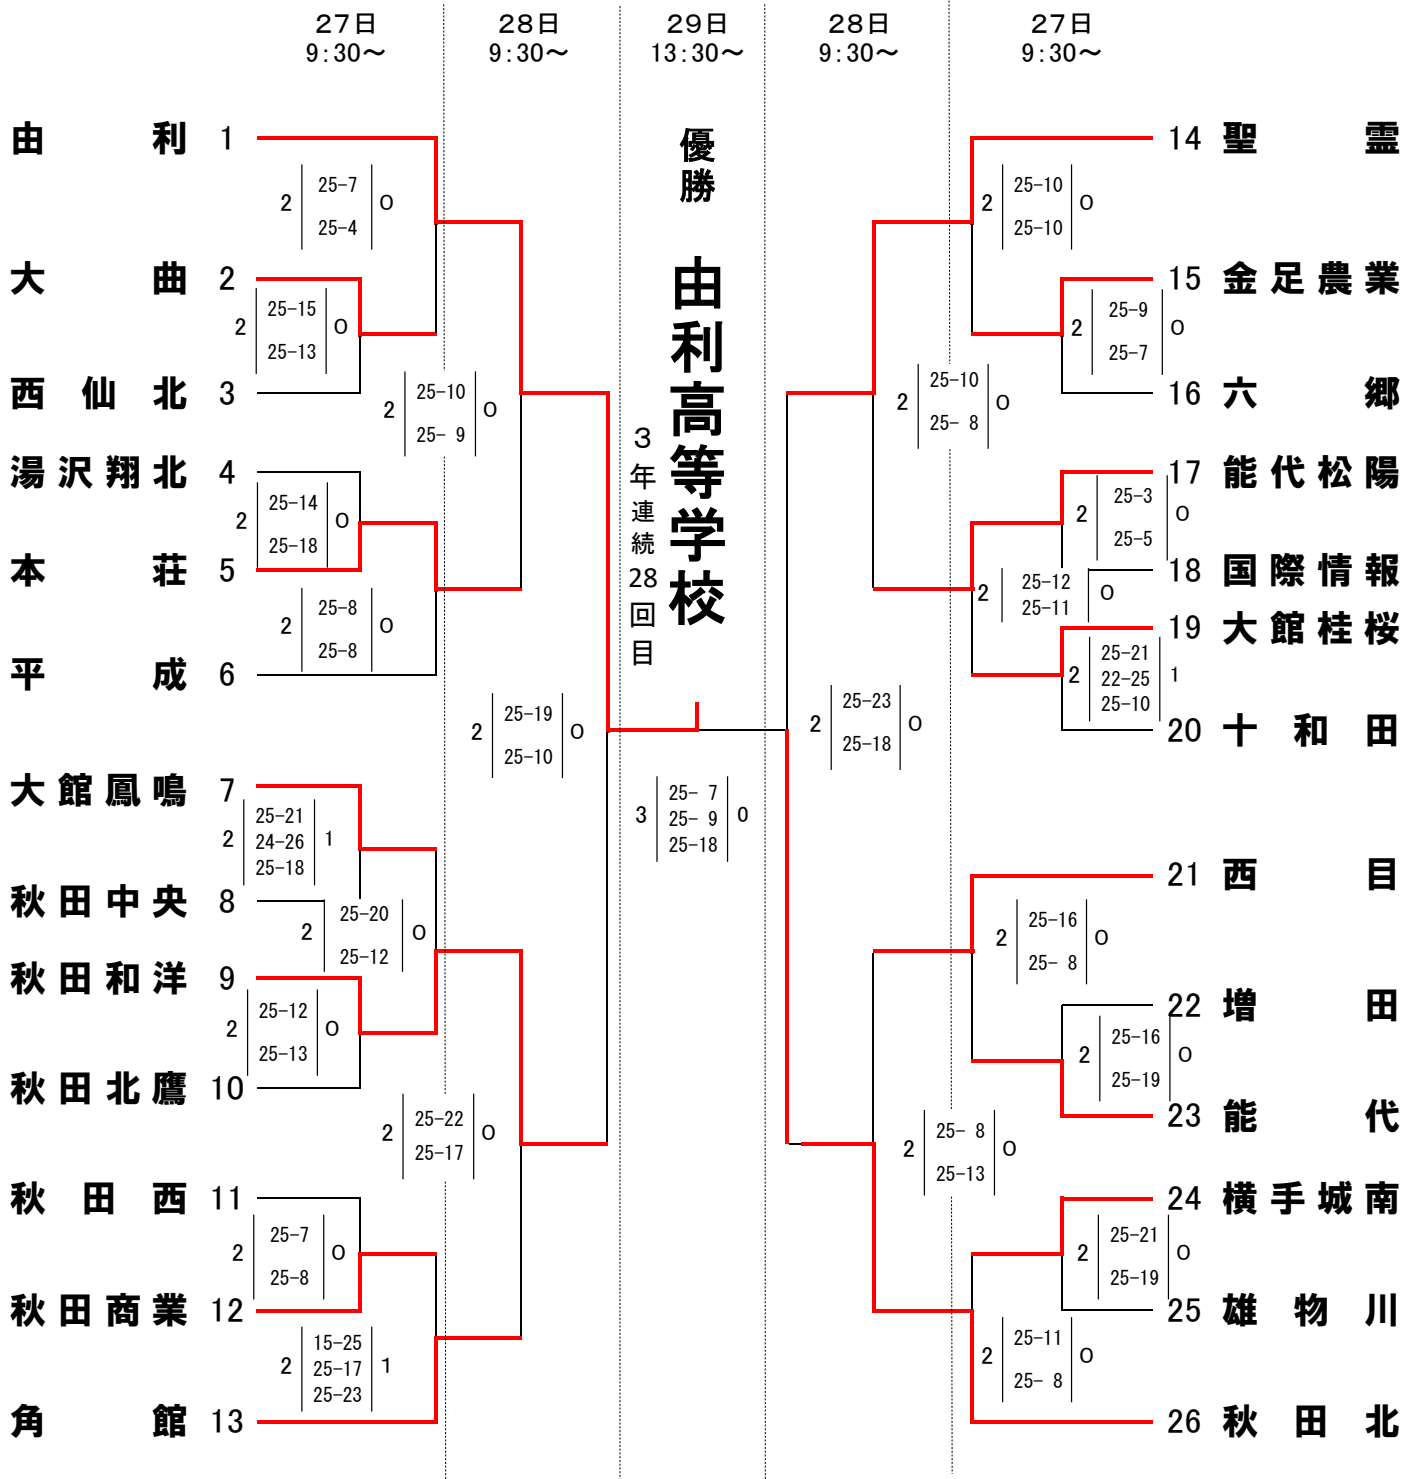 27日
9:30～
28日
9:30～
29日
13:30～
28日
9:30～
27日
9:30～
由利 1
2 25-7 0
25-4
大曲 2
2 25-15 0
25-13
西仙北 3
2 25-10 0
25- 9
湯沢翔北 4
2 25-14 0
25-18
本荘 5
2 25-8 0
25-8
平成 6
2 25-19 0
25-10
大館鳳鳴 7
25-21
2 24-26 1
25-18
秋田中央 8
2 25-20 0
25-12
秋田和洋 9
2 25-12 0
25-13
秋田北鷹 10
2 25-22 0
25-17
秋田西 11
2 25-7 0
25-8
秋田商業 12
15-25
2 25-17 1
25-23
角館 13
優勝
由利高等学校
3年連続28回目
25- 7
3 25- 9 0
25-18
14 聖霊
2 25-10 0
25-10
15 金足農業
2 25-9 0
25-7
16 六郷
2 25-10 0
25- 8
17 能代松陽
2 25-3 0
25-5
18 国際情報
2 25-12 0
25-11
19 大館桂桜
25-21
2 22-25 1
25-10
20 十和田
2 25-23 0
25-18
21 西目
2 25-16 0
25- 8
22 増田
2 25-16 0
25-19
23 能代
2 25- 8 0
25-13
24 横手城南
2 25-21 0
25-19
25 雄物川
2 25-11 0
25- 8
26 秋田北